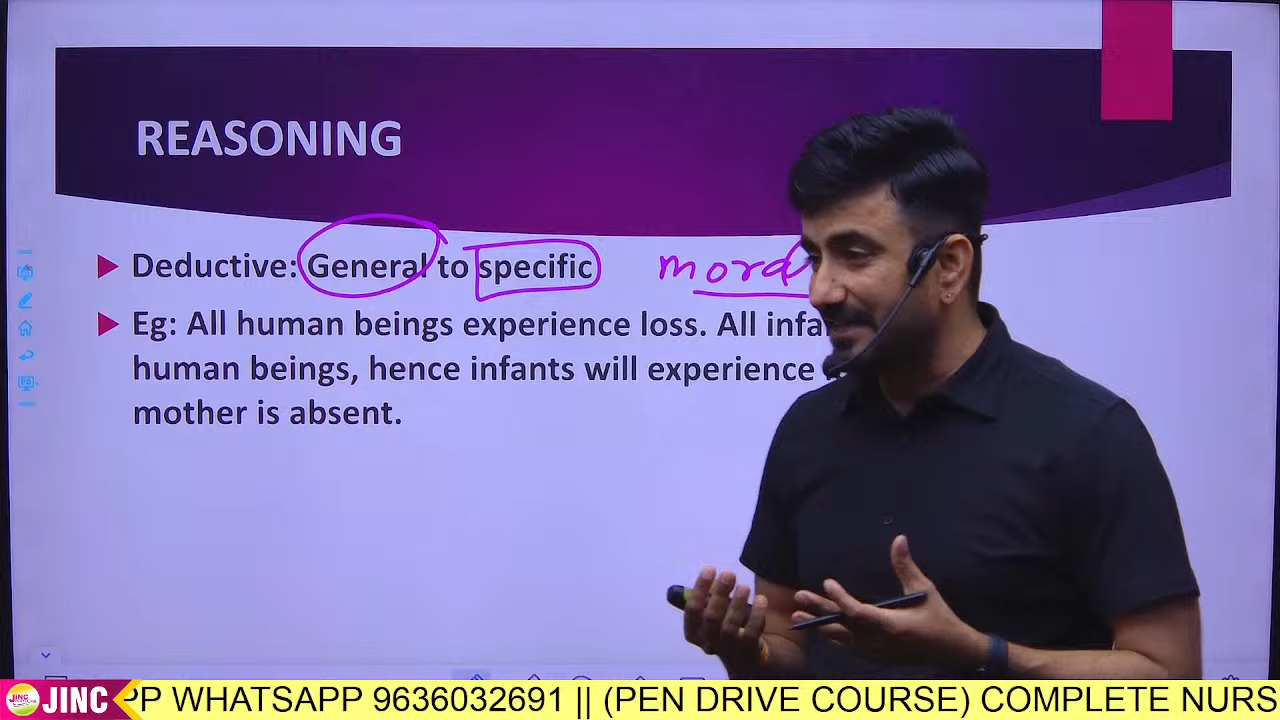 REASONING
Deductive: General to specific mord
Eg: All human beings experience loss. All infa
human beings, hence infants will experience
mother is absent.
JINC PP WHATSAPP 9636032691 || (PEN DRIVE COURSE) COMPLETE NURS